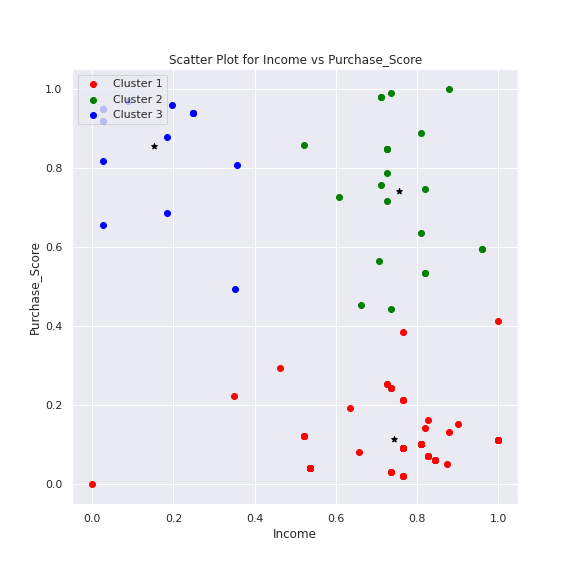 Scatter Plot for Income vs Purchase_Score
Cluster 1
Cluster 2
Cluster 3
1.0
0.8
0.6
0.4
0.2
0.0
Purchase_Score
0.0 0.2 0.4 0.6 0.8 1.0
Income